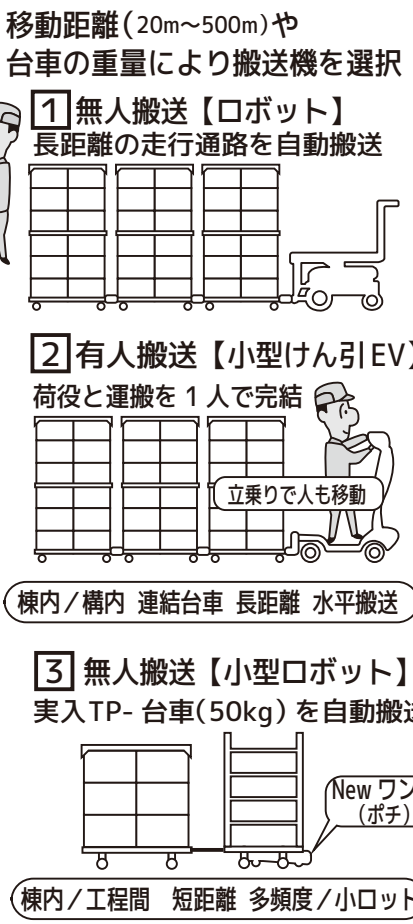 移動距離(20m〜500m)や
台車の重量により搬送機を選択
1 無人搬送【ロボット】
長距離の走行通路を自動搬送
2 有人搬送【小型けん引EV】
荷役と運搬を1人で完結
立乗りで人も移動
棟内/構内 連結台車 長距離 水平搬送
3 無人搬送【小型ロボット】
実入TP-台車(50kg)を自動搬送
New ワン
(ポチ)
棟内/工程間 短距離 多頻度/小ロット